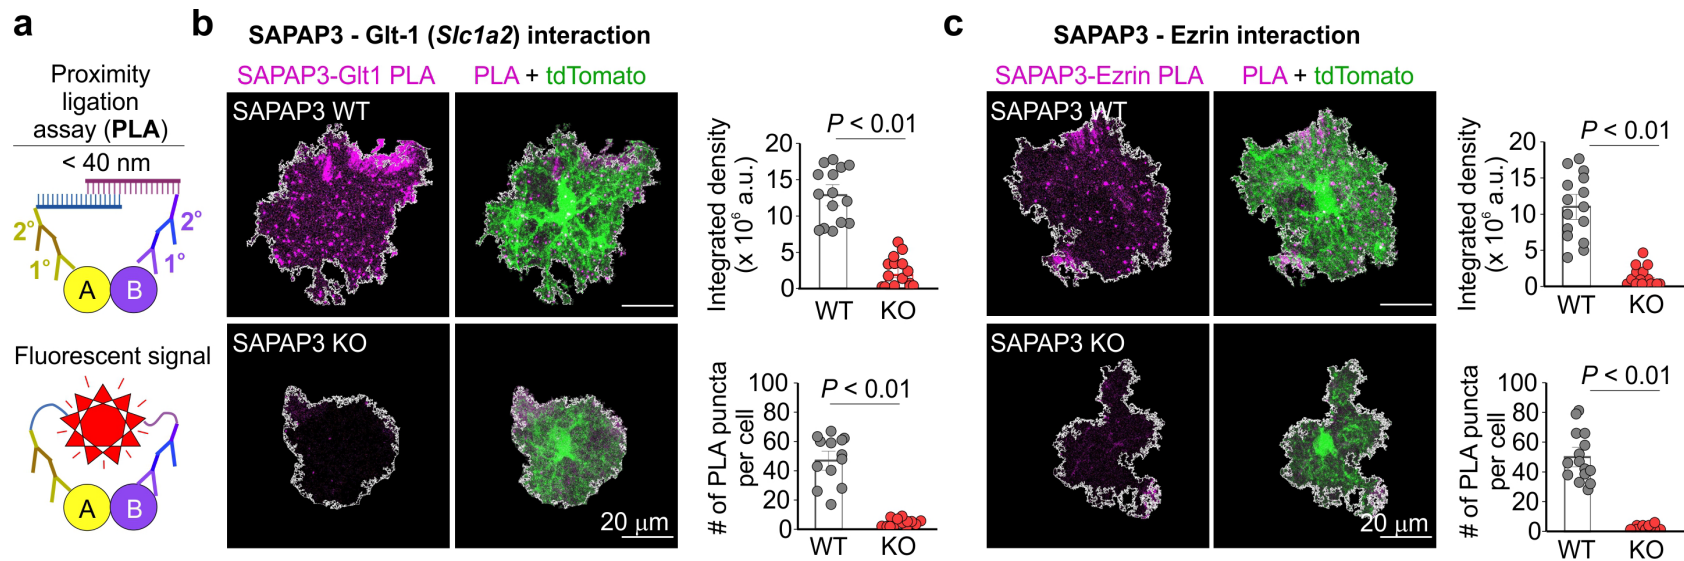 a
Proximity
ligation
assay (PLA)
< 40 nm
2°
2°
1°
1°
A
B
Fluorescent signal
A
B
b
SAPAP3 - Glt-1 (Slc1a2) interaction
SAPAP3-Glt1 PLA
PLA + tdTomato
SAPAP3 WT
SAPAP3 KO
20 μm
Integrated density
(x 10⁶ a.u.)
P < 0.01
20
15
10
5
0
WT
KO
# of PLA puncta
per cell
P < 0.01
100
80
60
40
20
0
WT
KO
c
SAPAP3 - Ezrin interaction
SAPAP3-Ezrin PLA
PLA + tdTomato
SAPAP3 WT
SAPAP3 KO
20 μm
Integrated density
(x 10⁶ a.u.)
P < 0.01
20
15
10
5
0
WT
KO
# of PLA puncta
per cell
P < 0.01
100
80
60
40
20
0
WT
KO